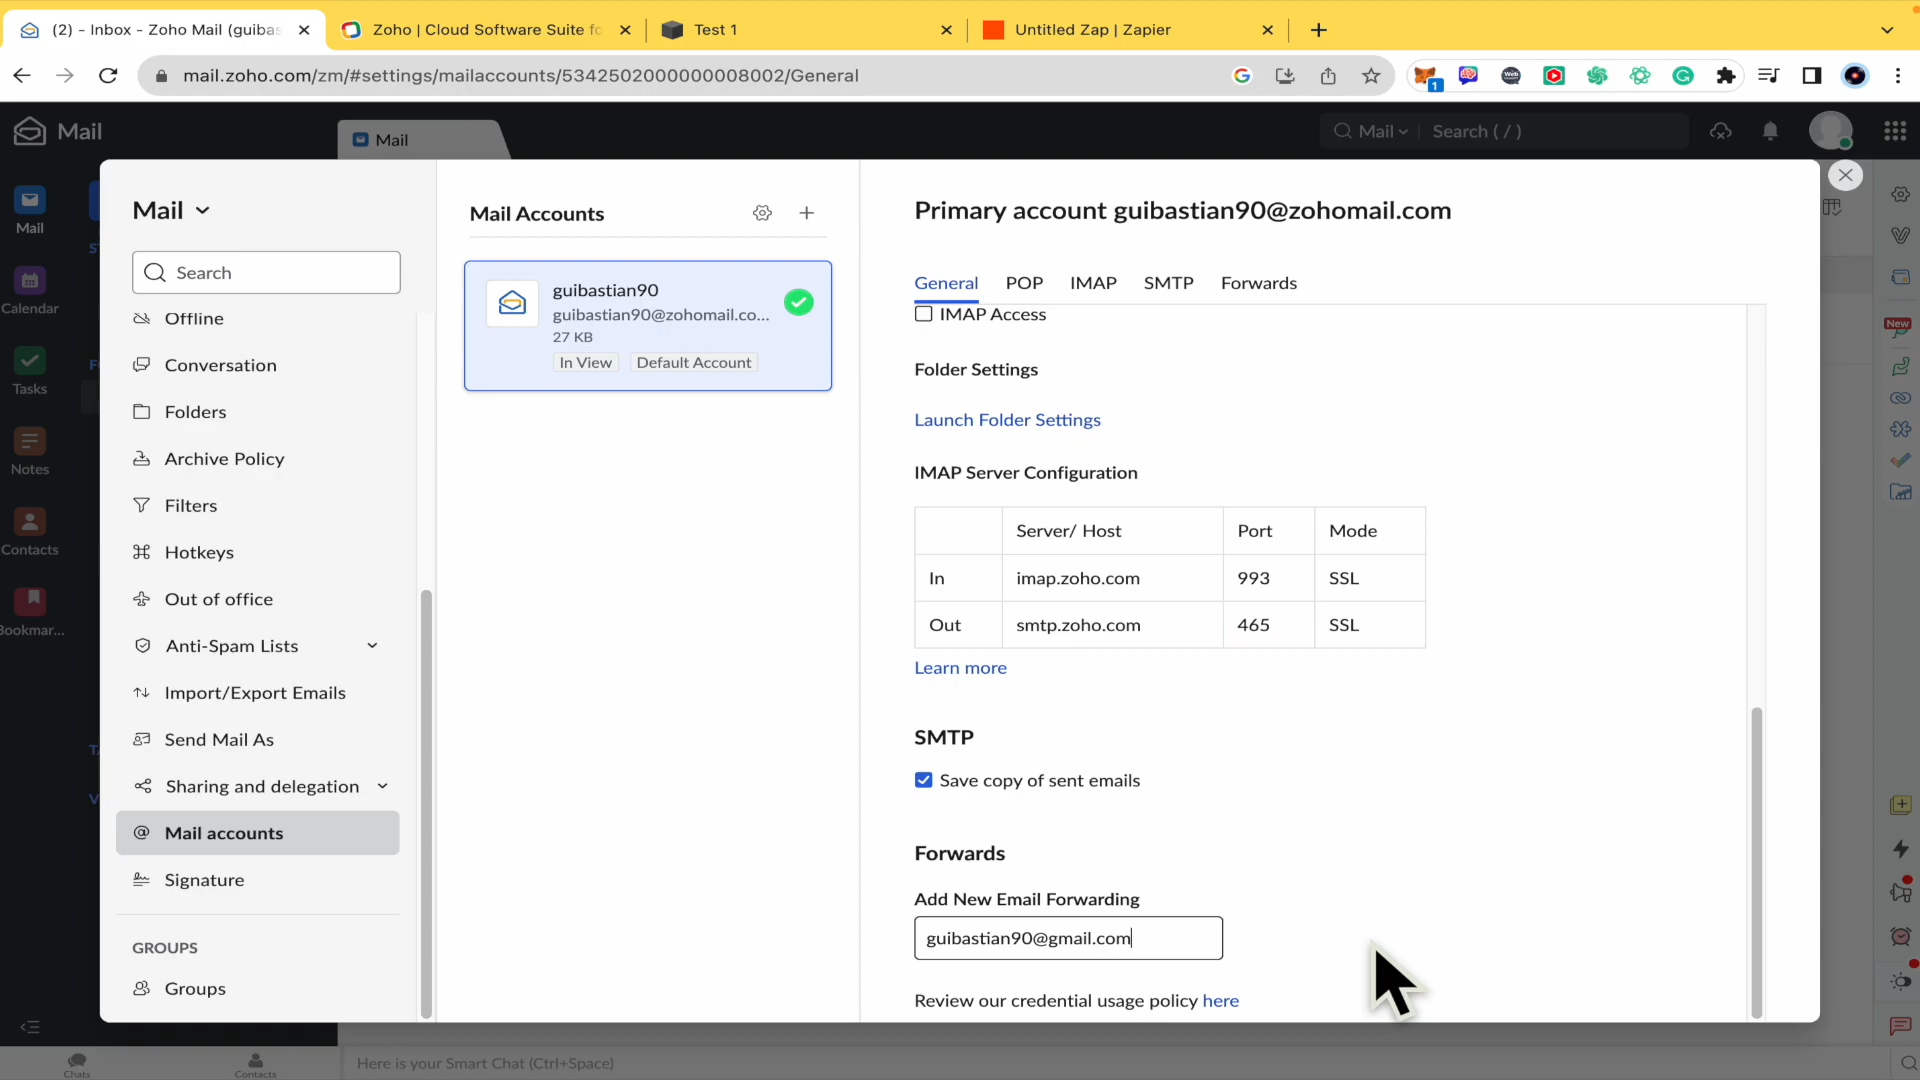 (2) - Inbox - Zoho Mail (guibas
Zoho | Cloud Software Suite fo
Test 1
Untitled Zap | Zapier
mail.zoho.com/zm/#settings/mailaccounts/5342502000000008002/General
1
Mail
Mail
Mail
Search ( / )
Mail
Calendar
Tasks
Notes
Contacts
Bookmar...
Mail
Search
Offline
Conversation
Folders
Archive Policy
Filters
Hotkeys
Out of office
Anti-Spam Lists
Import/Export Emails
Send Mail As
Sharing and delegation
Mail accounts
Signature
GROUPS
Groups
Mail Accounts
guibastian90
guibastian90@zohomail.co...
27 KB
In View
Default Account
Primary account guibastian90@zohomail.com
General POP IMAP SMTP Forwards
IMAP Access
Folder Settings
Launch Folder Settings
IMAP Server Configuration
Server/ Host Port Mode
In imap.zoho.com 993 SSL
Out smtp.zoho.com 465 SSL
Learn more
SMTP
Save copy of sent emails
Forwards
Add New Email Forwarding
guibastian90@gmail.com
Review our credential usage policy here
New
Chats
Contacts
Here is your Smart Chat (Ctrl+Space)